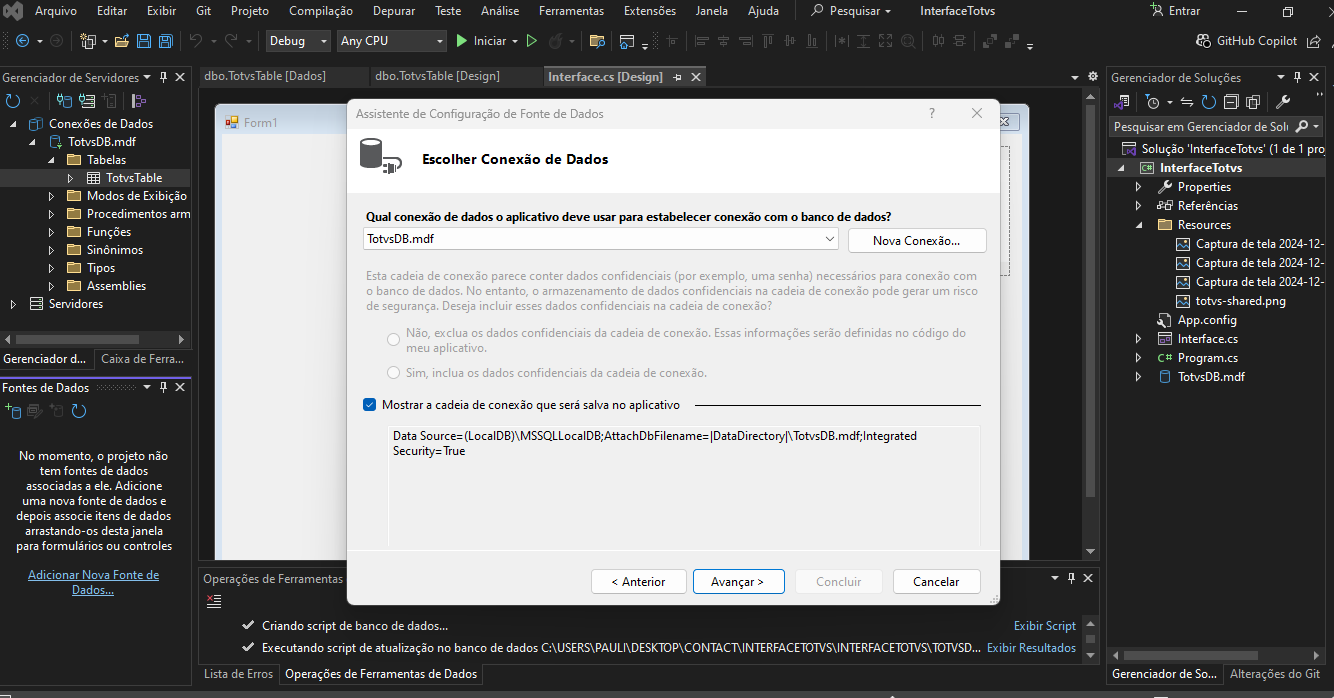 Arquivo Editar Exibir Git Projeto Compilação Depurar Teste Análise Ferramentas Extensões Janela Ajuda Pesquisar InterfaceTotvs Entrar
Debug Any CPU Iniciar GitHub Copilot
Gerenciador de Servidores
Conexões de Dados
TotvsDB.mdf
Tabelas
TotvsTable
Modos de Exibição
Procedimentos arm
Funções
Sinônimos
Tipos
Assemblies
Servidores
Gerenciador d... Caixa de Ferra...
Fontes de Dados
No momento, o projeto não
tem fontes de dados
associadas a ele. Adicione
uma nova fonte de dados e
depois associe itens de dados
arrastando-os desta janela
para formulários ou controles
Adicionar Nova Fonte de
Dados...
dbo.TotvsTable [Dados] dbo.TotvsTable [Design] Interface.cs [Design]
Form1
Assistente de Configuração de Fonte de Dados
Escolher Conexão de Dados
Qual conexão de dados o aplicativo deve usar para estabelecer conexão com o banco de dados?
TotvsDB.mdf Nova Conexão...
Esta cadeia de conexão parece conter dados confidenciais (por exemplo, uma senha) necessários para conexão com
o banco de dados. No entanto, o armazenamento de dados confidenciais na cadeia de conexão pode gerar um risco
de segurança. Deseja incluir esses dados confidenciais na cadeia de conexão?
Não, exclua os dados confidenciais da cadeia de conexão. Essas informações serão definidas no código do
meu aplicativo.
Sim, inclua os dados confidenciais da cadeia de conexão.
Mostrar a cadeia de conexão que será salva no aplicativo
Data Source=(LocalDB)\MSSQLLocalDB;AttachDbFilename=|DataDirectory|\TotvsDB.mdf;Integrated
Security=True
< Anterior Avançar > Concluir Cancelar
Operações de Ferramentas
Criando script de banco de dados... Exibir Script
Executando script de atualização no banco de dados C:\USERS\PAULI\DESKTOP\CONTACT\INTERFACETOTVS\INTERFACETOTVS\TOTVSD... Exibir Resultados
Lista de Erros Operações de Ferramentas de Dados
Gerenciador de Soluções
Pesquisar em Gerenciador de Solu
Solução 'InterfaceTotvs' (1 de 1 proj
InterfaceTotvs
Properties
Referências
Resources
Captura de tela 2024-12-
Captura de tela 2024-12-
Captura de tela 2024-12-
totvs-shared.png
App.config
Interface.cs
Program.cs
TotvsDB.mdf
Gerenciador de So... Alterações do Git